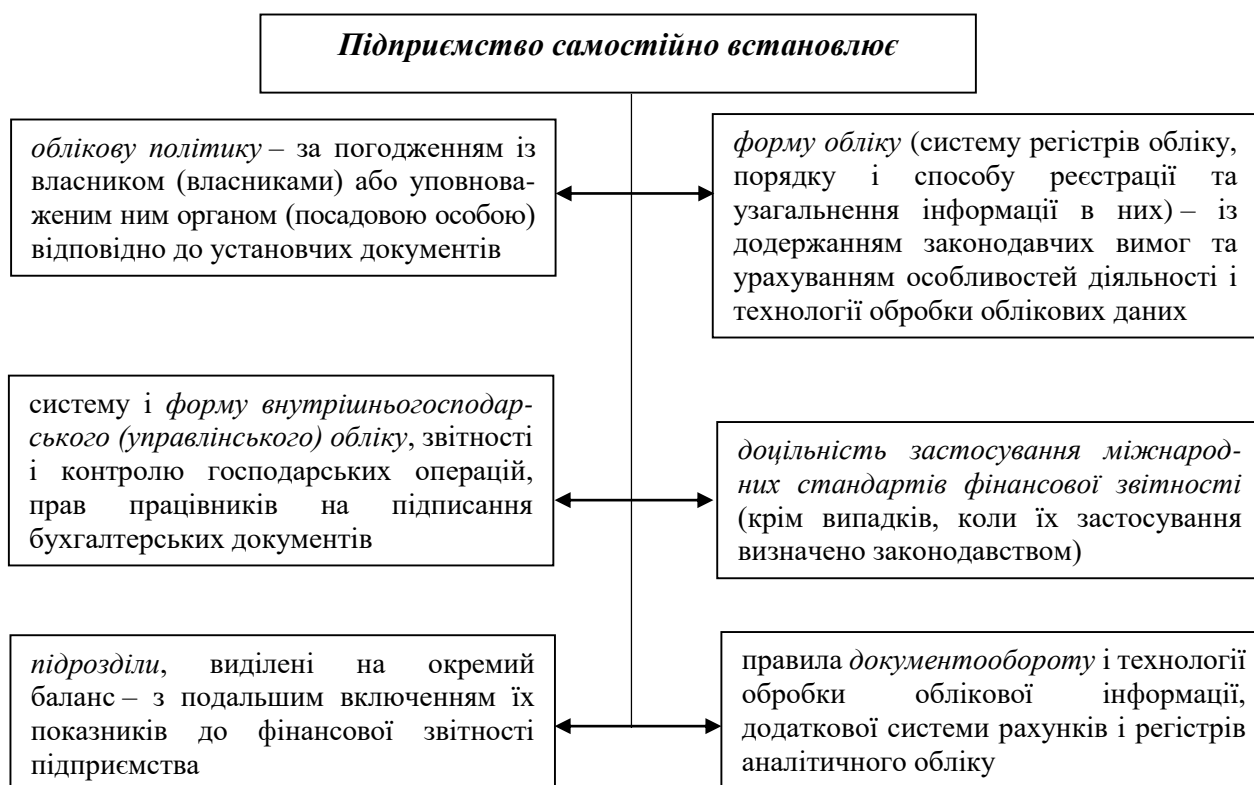 Підприємство самостійно встановлює
облікову політику – за погодженням із
власником (власниками) або уповнова-
женим ним органом (посадовою особою)
відповідно до установчих документів
форму обліку (систему регістрів обліку,
порядку і способу реєстрації та
узагальнення інформації в них) – із
додержанням законодавчих вимог та
урахуванням особливостей діяльності і
технології обробки облікових даних
систему і форму внутрішньогосподар-
ського (управлінського) обліку, звітності
і контролю господарських операцій,
прав працівників на підписання
бухгалтерських документів
доцільність застосування міжнарод-
них стандартів фінансової звітності
(крім випадків, коли їх застосування
визначено законодавством)
підрозділи, виділені на окремий
баланс – з подальшим включенням їх
показників до фінансової звітності
підприємства
правила документообороту і технології
обробки облікової інформації,
додаткової системи рахунків і регістрів
аналітичного обліку